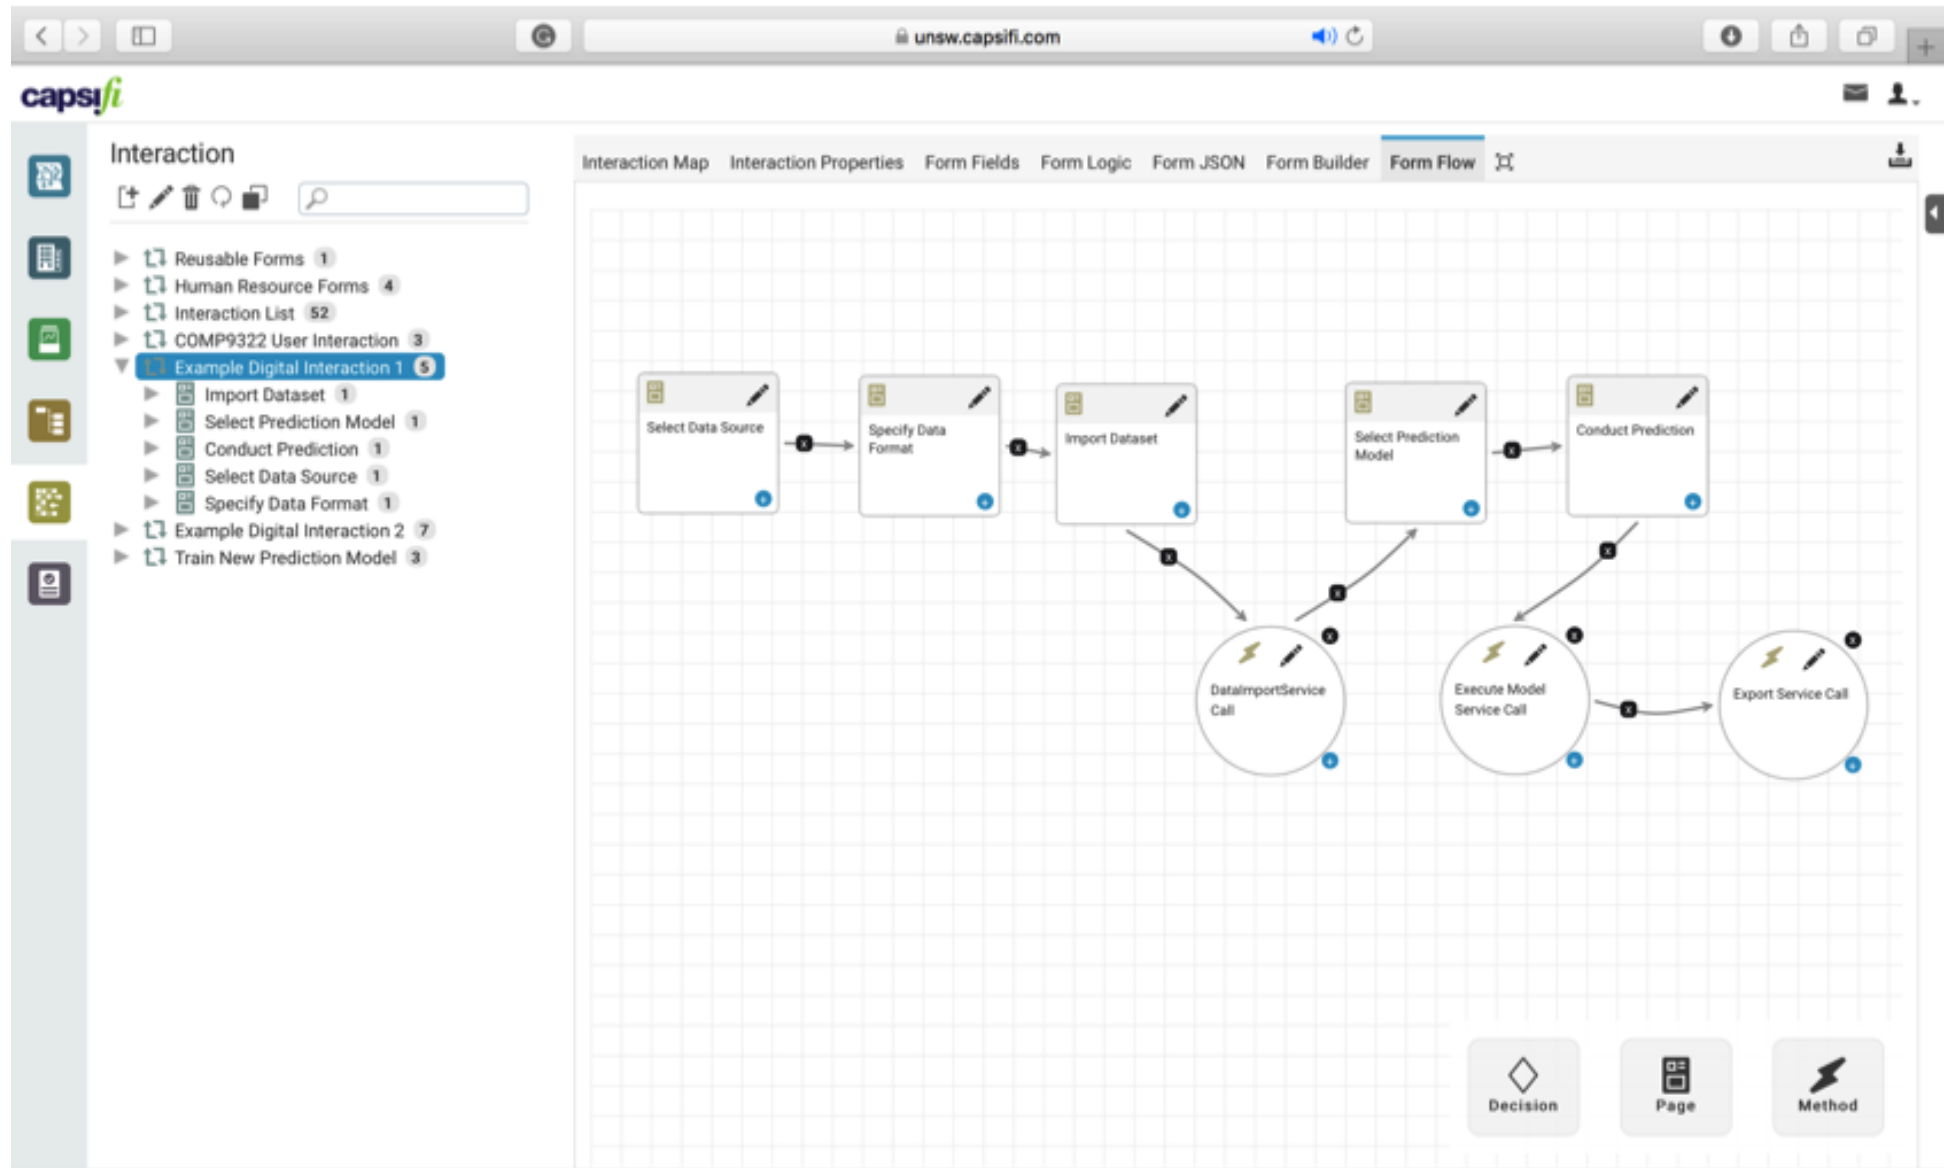 unsw.capsifi.com
capsifi
Interaction
Interaction Map Interaction Properties Form Fields Form Logic Form JSON Form Builder Form Flow
Reusable Forms 1
Human Resource Forms 4
Interaction List 52
COMP9322 User Interaction 3
Example Digital Interaction 1 5
Import Dataset 1
Select Prediction Model 1
Conduct Prediction 1
Select Data Source 1
Specify Data Format 1
Example Digital Interaction 2 7
Train New Prediction Model 3
Select Data Source
Specify Data
Format
Import Dataset
Select Prediction
Model
Conduct Prediction
DataImportService
Call
Execute Model
Service Call
Export Service Call
Decision
Page
Method